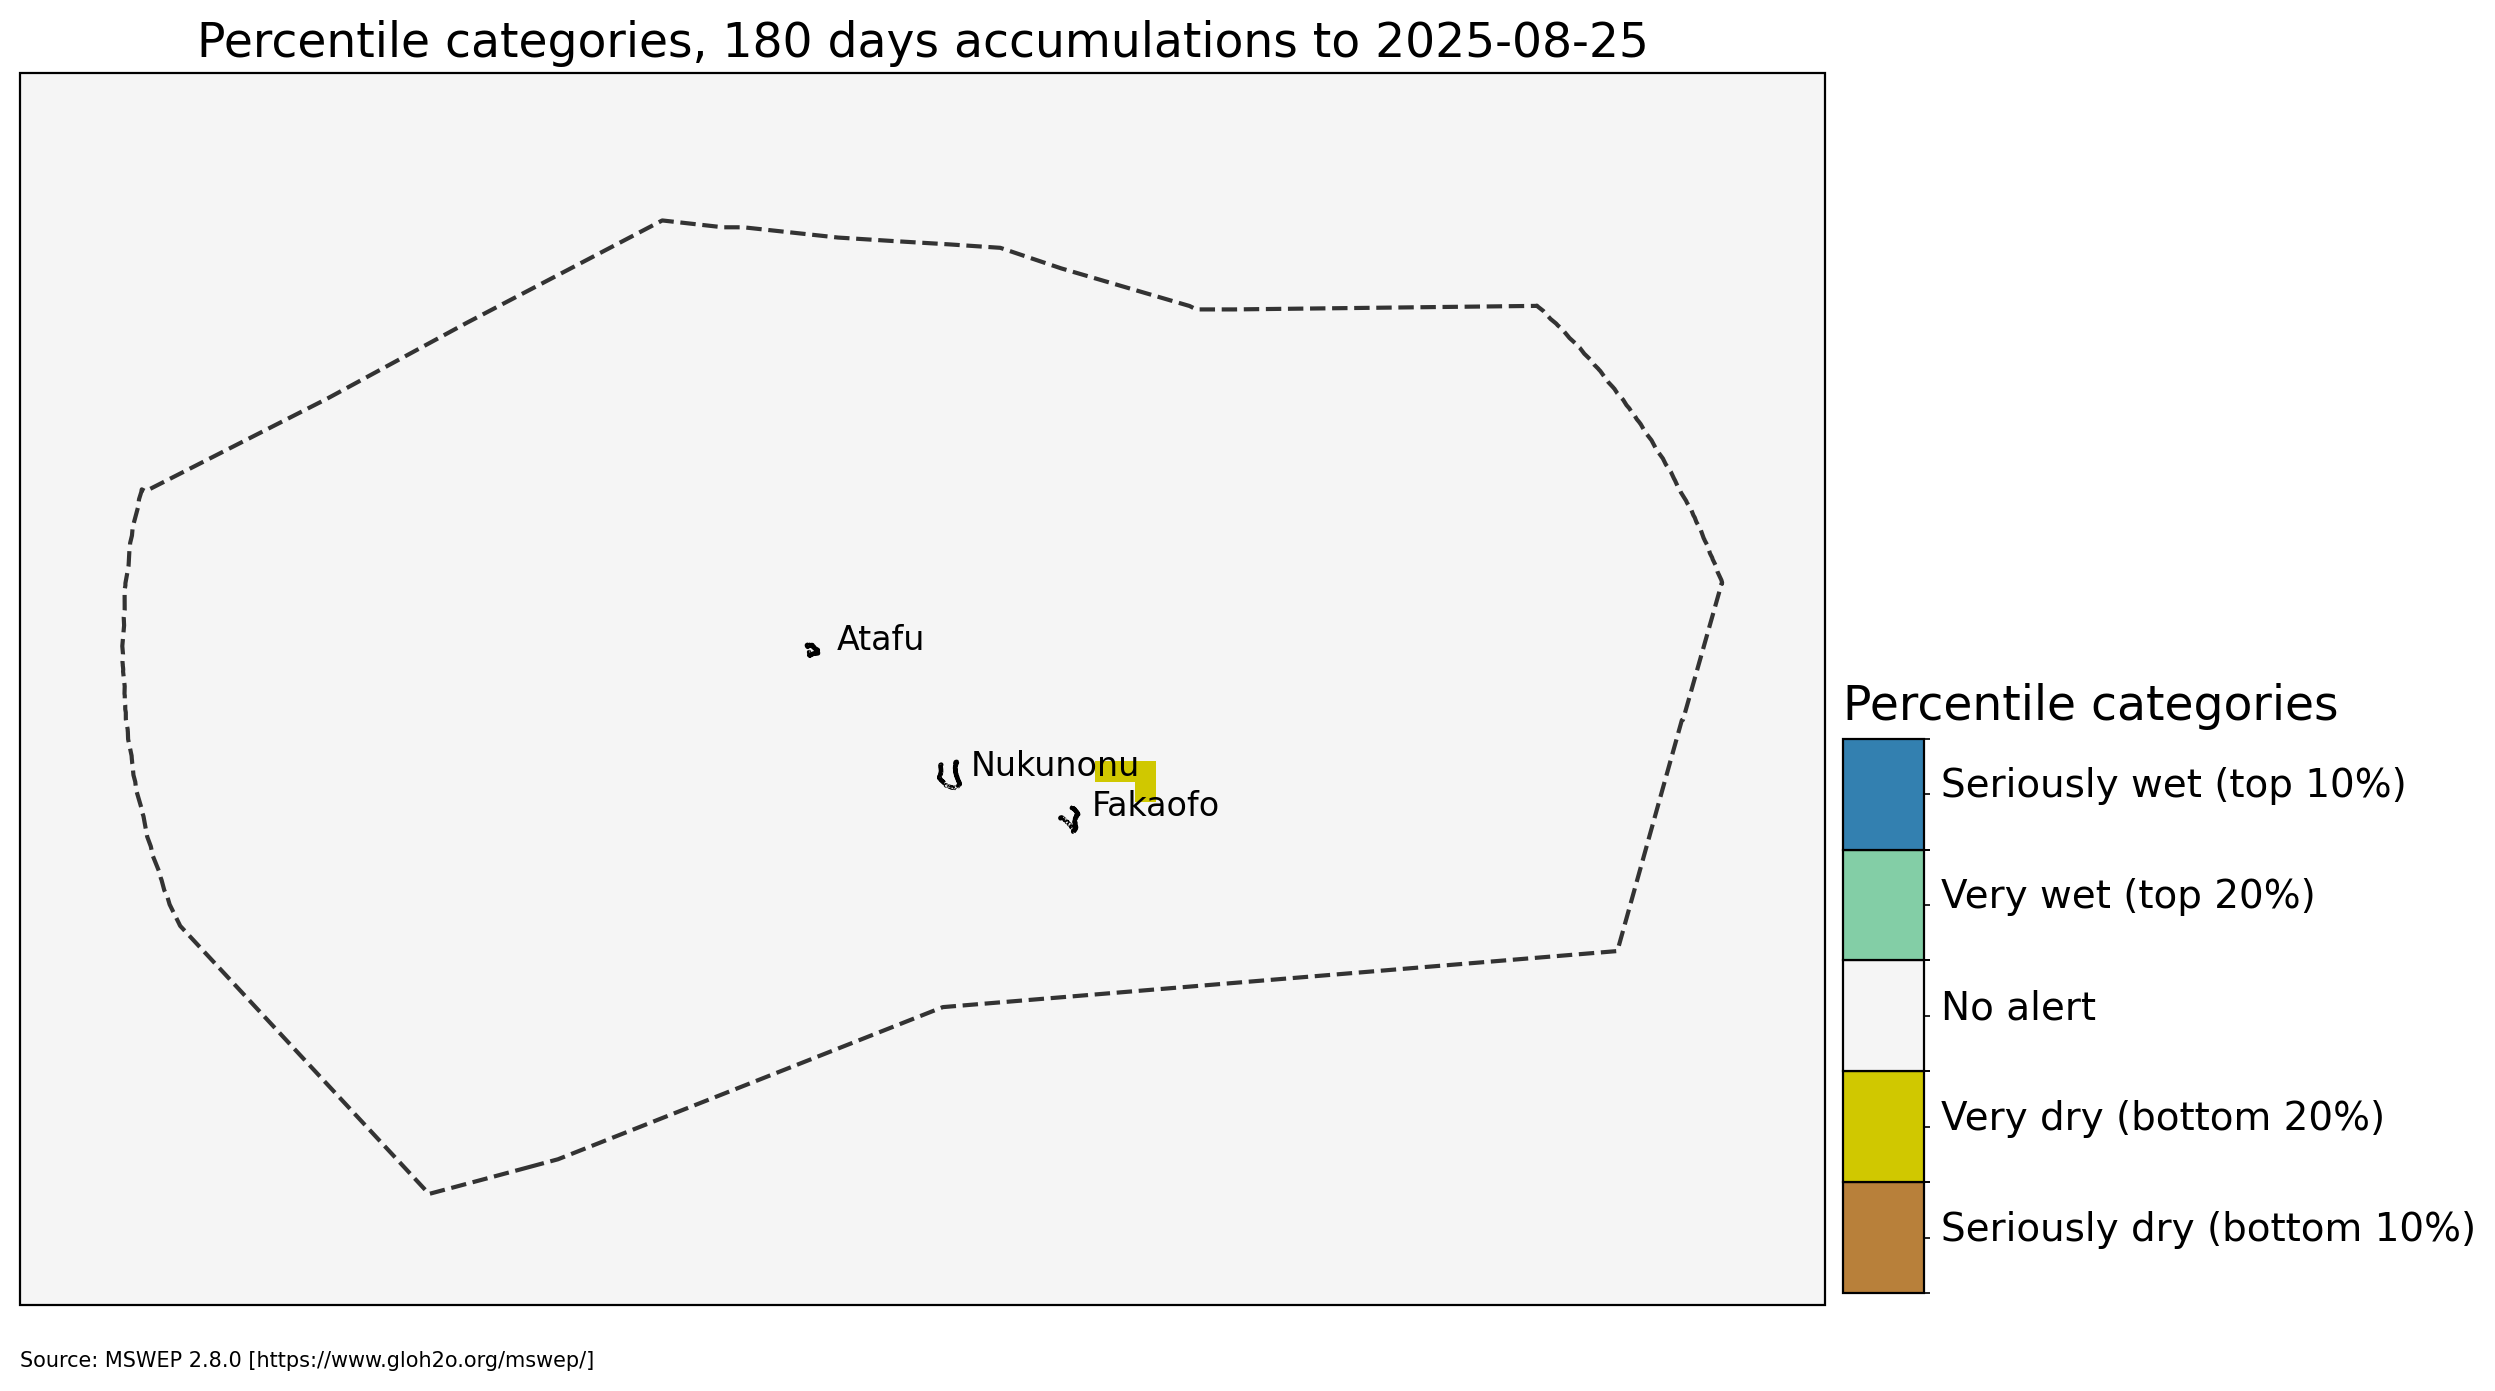 Percentile categories, 180 days accumulations to 2025-08-25
Atafu
Nukunonu
Fakaofo
Percentile categories
Seriously wet (top 10%)
Very wet (top 20%)
No alert
Very dry (bottom 20%)
Seriously dry (bottom 10%)
Source: MSWEP 2.8.0 [https://www.gloh2o.org/mswep/]